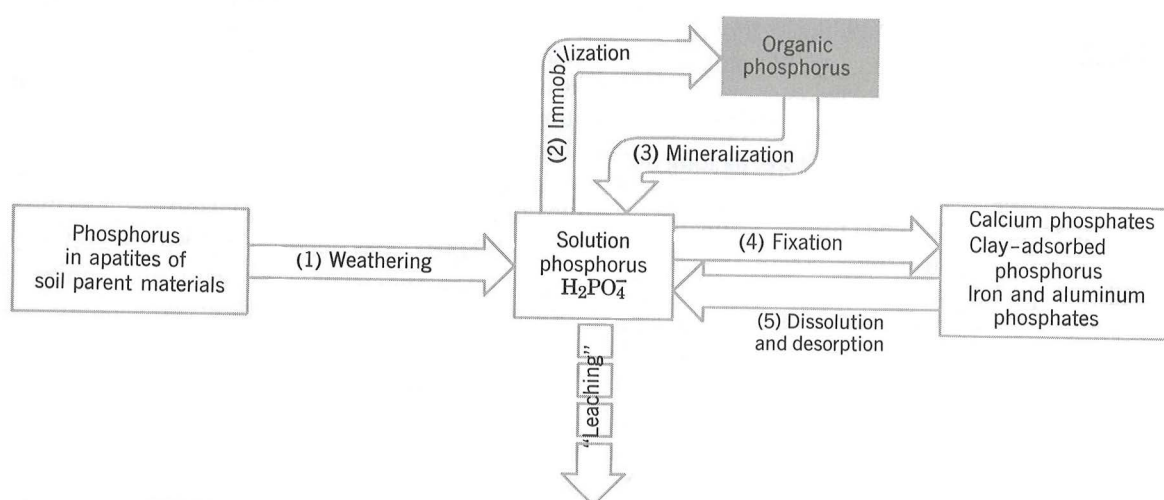 Organic
phosphorus
(2) Immobilization
(3) Mineralization
Phosphorus
in apatites of
soil parent materials
(1) Weathering
Solution
phosphorus
H₂PO₄⁻
(4) Fixation
(5) Dissolution
and desorption
Calcium phosphates
Clay-adsorbed
phosphorus
Iron and aluminum
phosphates
"Leaching"